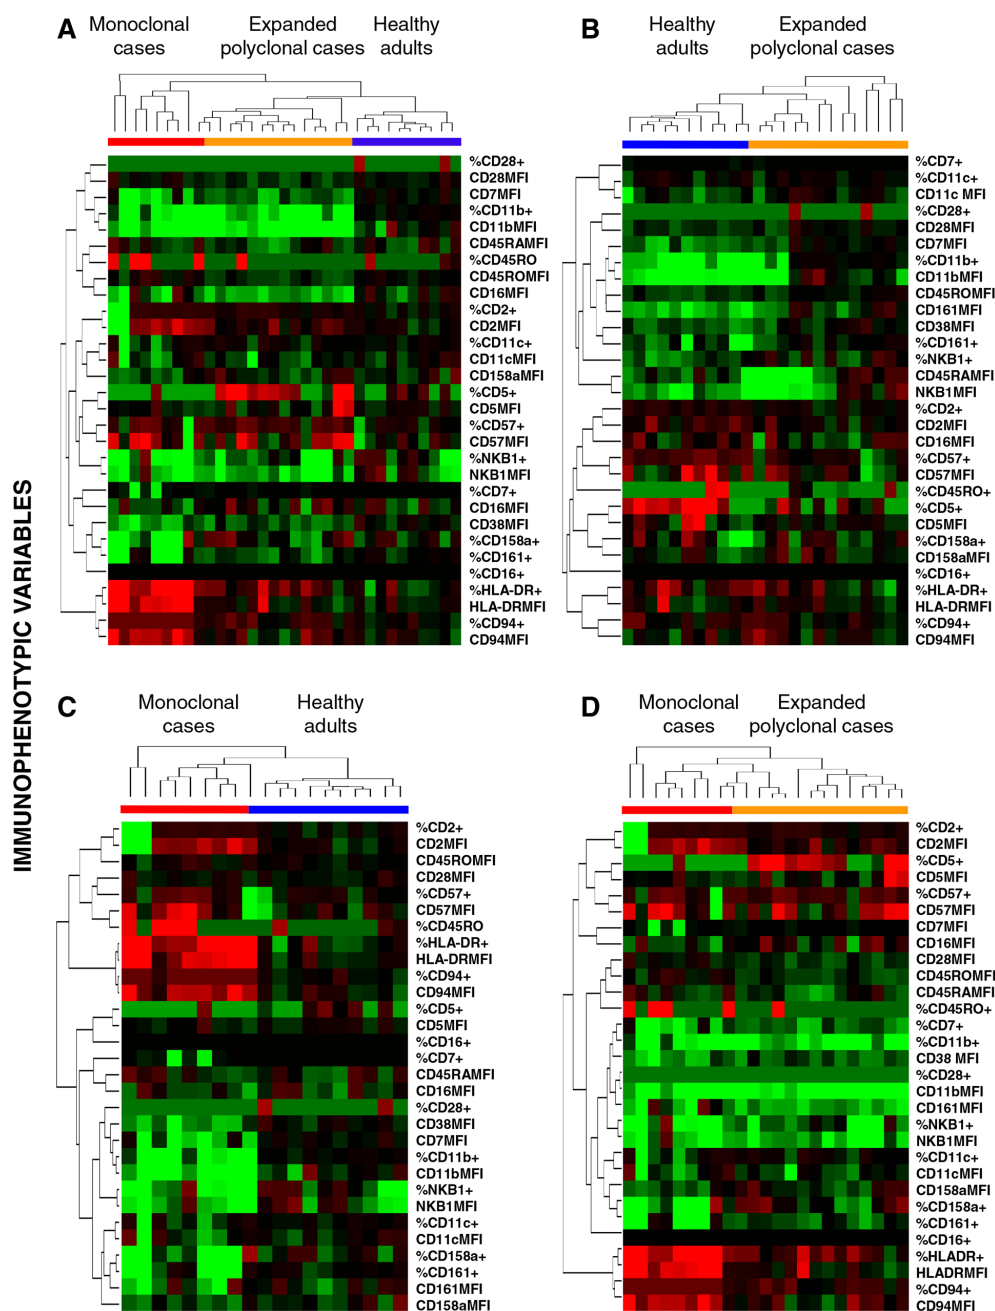 IMMUNOPHENOTYPIC VARIABLES
A
Monoclonal
cases
Expanded
polyclonal cases
Healthy
adults
%CD28+
CD28MFI
CD7MFI
%CD11b+
CD11bMFI
CD45RAMFI
%CD45RO
CD45ROMFI
CD16MFI
%CD2+
CD2MFI
%CD11c+
CD11cMFI
CD158aMFI
%CD5+
CD5MFI
%CD57+
CD57MFI
%NKB1+
NKB1MFI
%CD7+
CD16MFI
CD38MFI
%CD158a+
%CD161+
%CD16+
%HLA-DR+
HLA-DRMFI
%CD94+
CD94MFI
B
Healthy
adults
Expanded
polyclonal cases
%CD7+
%CD11c+
CD11c MFI
%CD28+
CD28MFI
CD7MFI
%CD11b+
CD11bMFI
CD45ROMFI
CD161MFI
CD38MFI
%CD161+
%NKB1+
CD45RAMFI
NKB1MFI
%CD2+
CD2MFI
CD16MFI
%CD57+
CD57MFI
%CD45RO+
%CD5+
CD5MFI
%CD158a+
CD158aMFI
%CD16+
%HLA-DR+
HLA-DRMFI
%CD94+
CD94MFI
C
Monoclonal
cases
Healthy
adults
%CD2+
CD2MFI
CD45ROMFI
CD28MFI
%CD57+
CD57MFI
%CD45RO
%HLA-DR+
HLA-DRMFI
%CD94+
CD94MFI
%CD5+
CD5MFI
%CD16+
%CD7+
CD45RAMFI
CD16MFI
%CD28+
CD38MFI
CD7MFI
%CD11b+
CD11bMFI
%NKB1+
NKB1MFI
%CD11c+
CD11cMFI
%CD158a+
%CD161+
CD161MFI
CD158aMFI
D
Monoclonal
cases
Expanded
polyclonal cases
%CD2+
CD2MFI
%CD5+
CD5MFI
%CD57+
CD57MFI
CD7MFI
CD16MFI
CD28MFI
CD45ROMFI
CD45RAMFI
%CD45RO+
%CD7+
%CD11b+
CD38 MFI
%CD28+
CD11bMFI
CD161MFI
%NKB1+
NKB1MFI
%CD11c+
CD11cMFI
CD158aMFI
%CD158a+
%CD161+
%CD16+
%HLADR+
HLADRMFI
%CD94+
CD94MFI